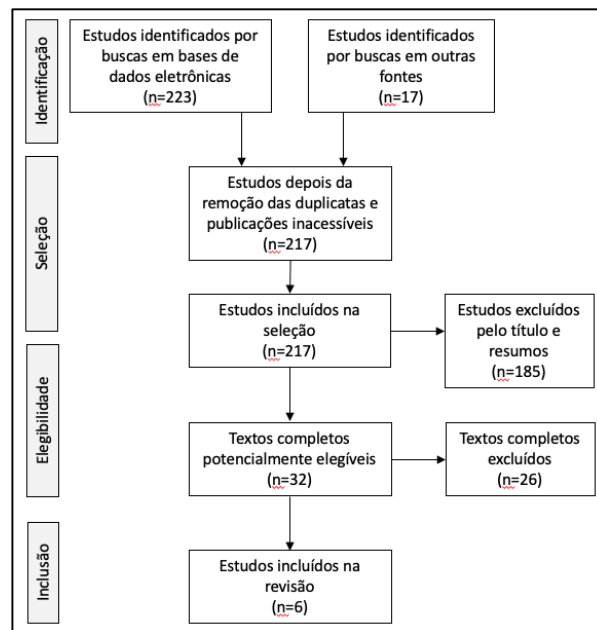 Identificação
Estudos identificados por
buscas em bases de
dados eletrônicas
(n=223)
Estudos identificados
por buscas em outras
fontes
(n=17)
Seleção
Estudos depois da
remoção das duplicatas e
publicações inacessíveis
(n=217)
Estudos incluídos na
seleção
(n=217)
Estudos excluídos
pelo título e
resumos
(n=185)
Elegibilidade
Textos completos
potencialmente elegíveis
(n=32)
Textos completos
excluídos
(n=26)
Inclusão
Estudos incluídos na
revisão
(n=6)